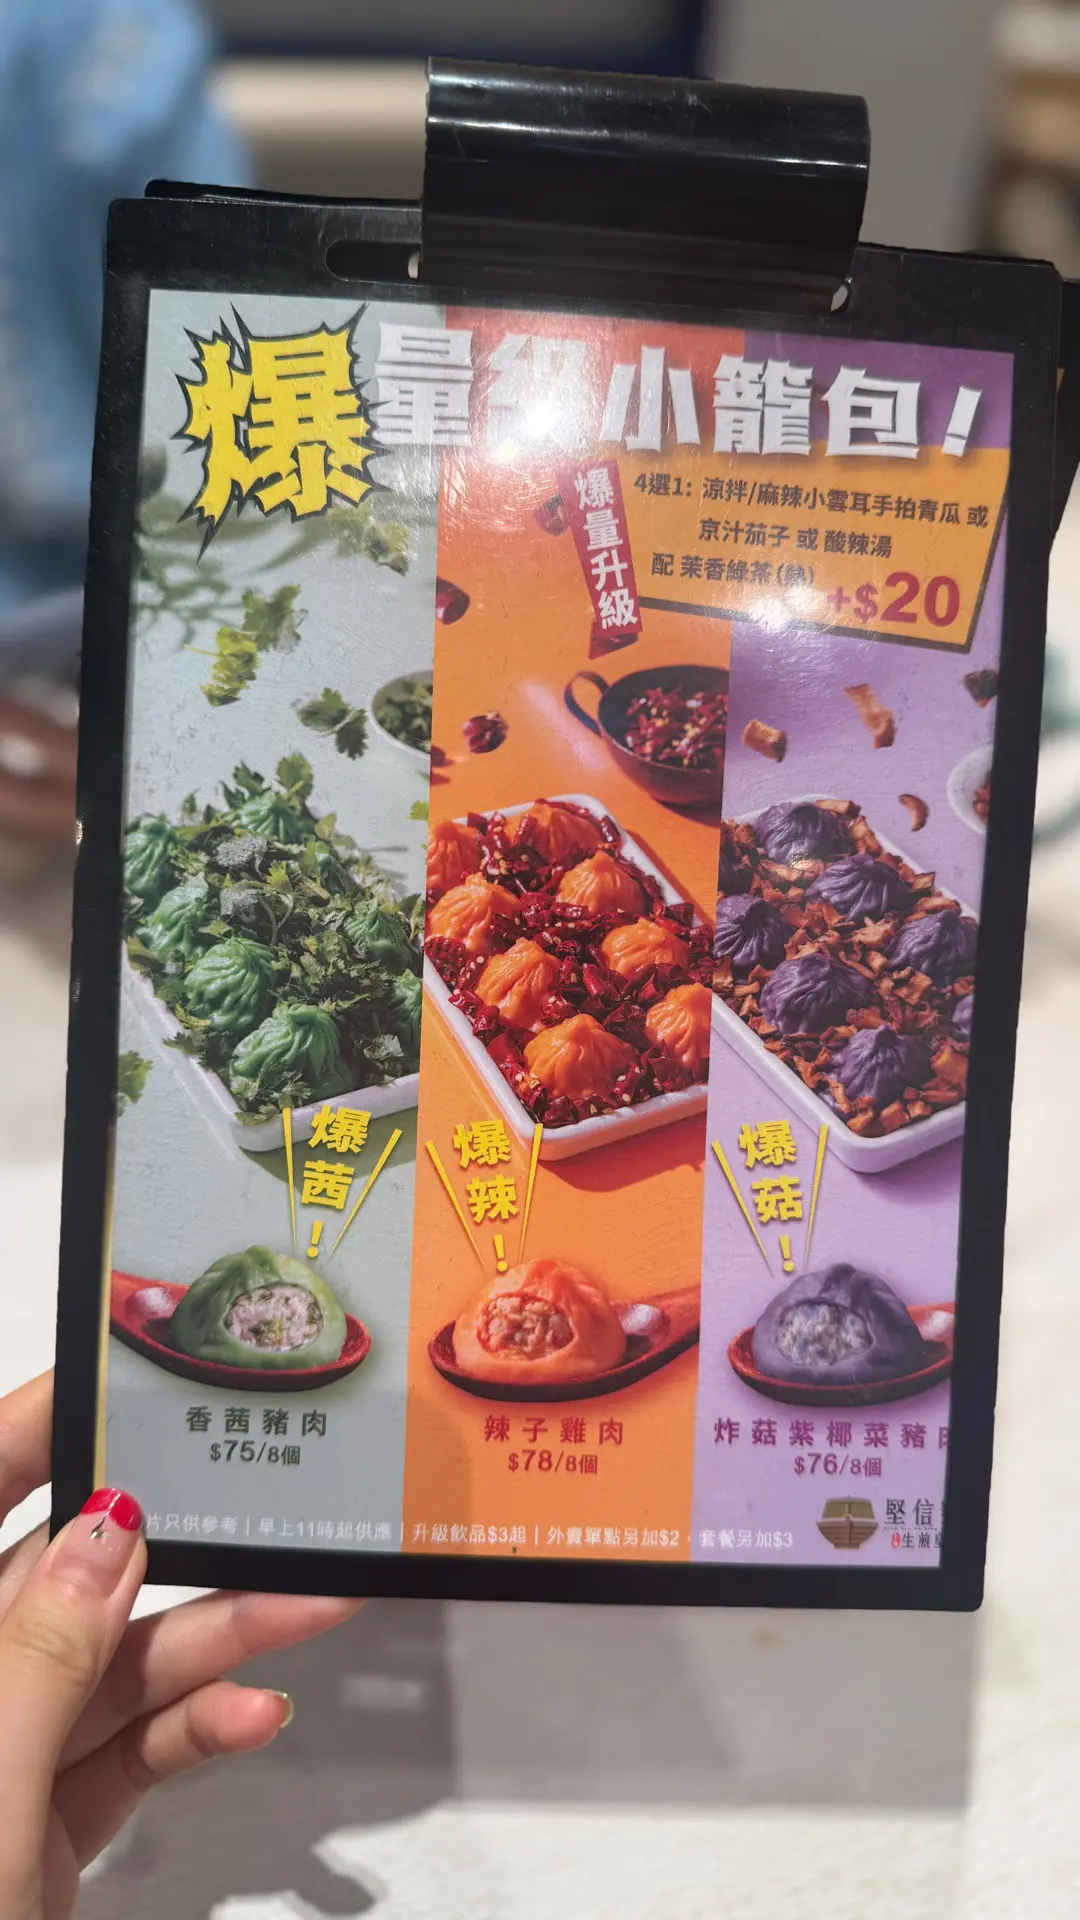 爆量級小籠包！
爆量升級
4選1: 涼拌/麻辣小雲耳手拍青瓜 或
京汁茄子 或 酸辣湯
配 茉香綠茶(熱)
+$20
爆茜！
爆辣！
爆菇！
香茜豬肉
$75/8個
辣子雞肉
$78/8個
炸菇紫椰菜豬
$76/8個
片只供參考 | 早上11時起供應 | 升級飲品$3起 | 外賣單點另加$2，套餐另加$3
堅信
生煎